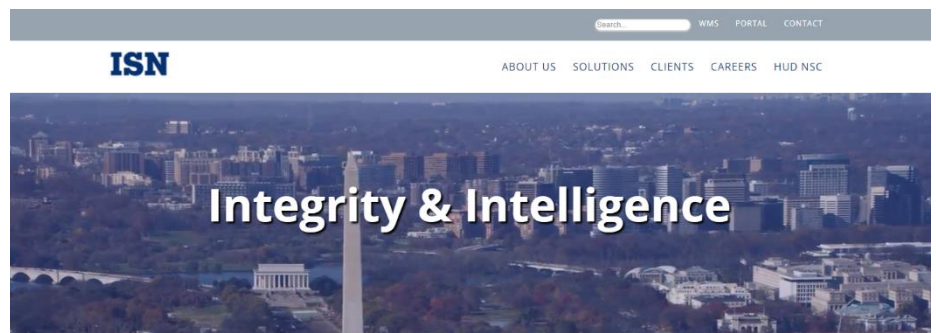 Search... WMS PORTAL CONTACT
ISN ABOUT US SOLUTIONS CLIENTS CAREERS HUD NSC
Integrity & Intelligence